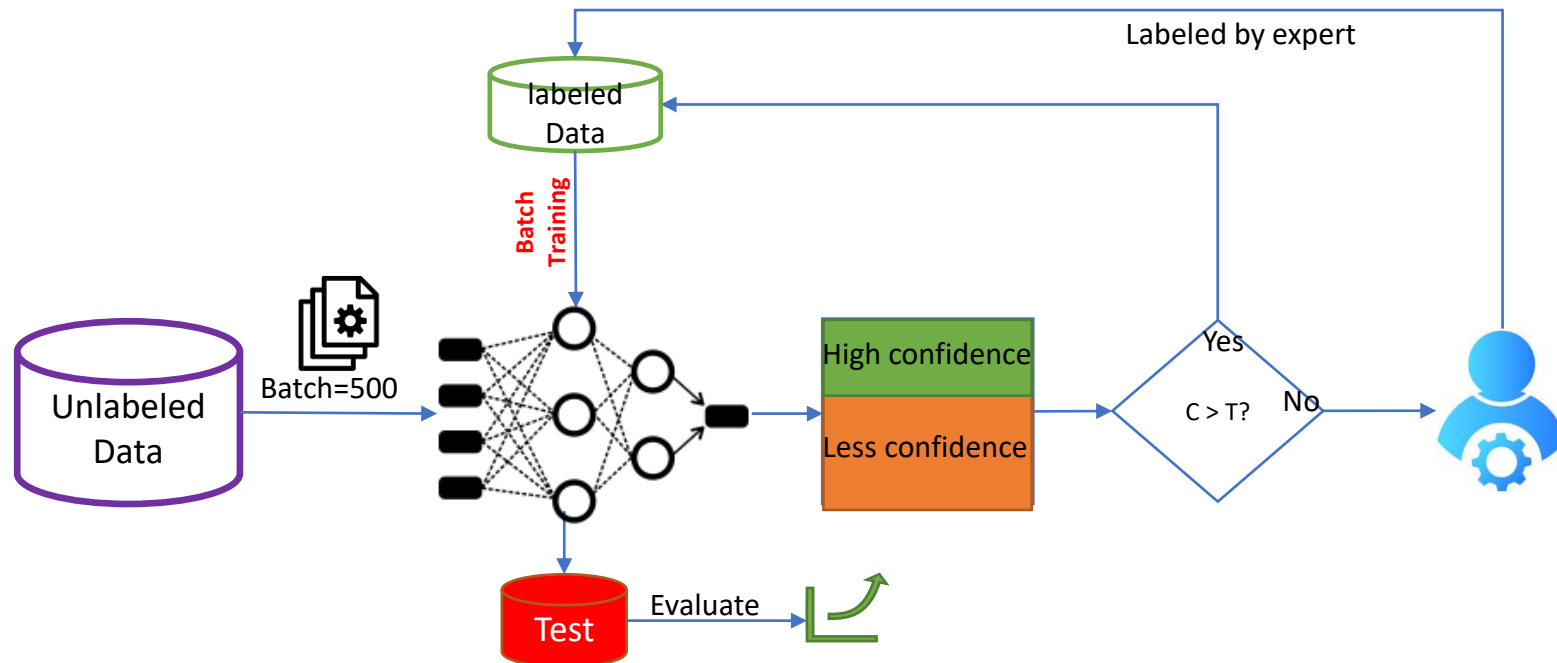 Labeled by expert
labeled
Data
Batch
Training
Batch=500
Unlabeled
Data
High confidence
Less confidence
Yes
C > T?
No
Test
Evaluate